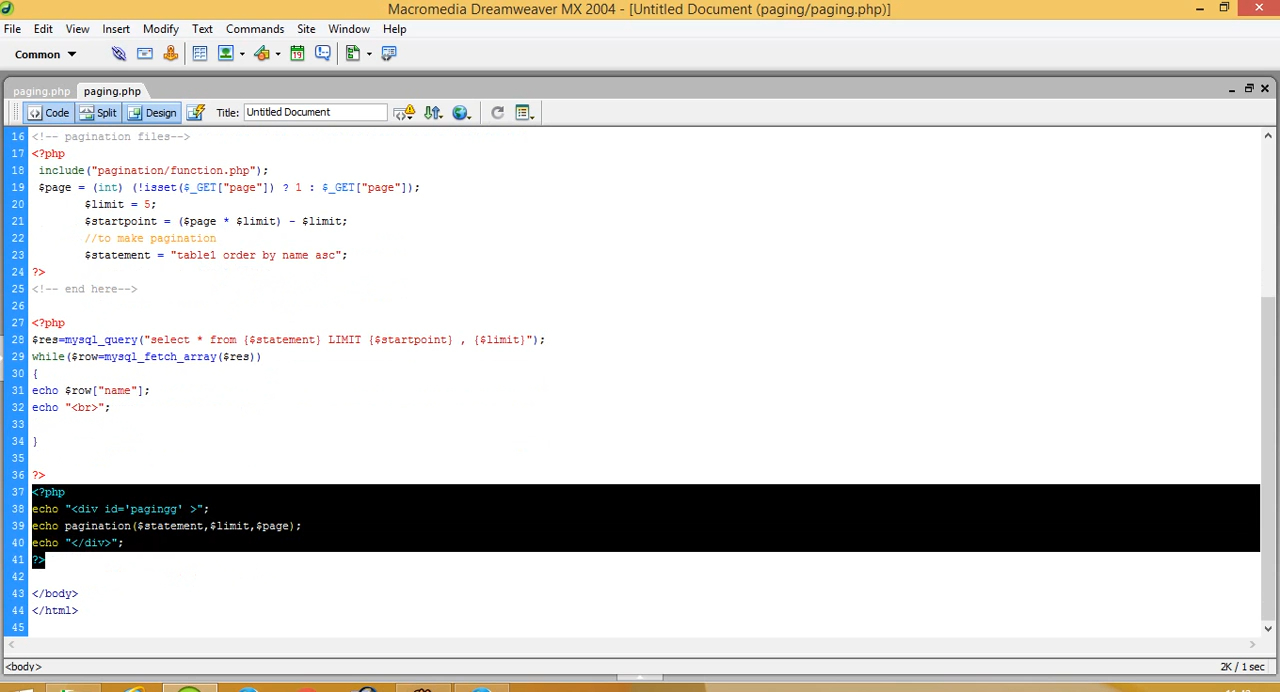 Macromedia Dreamweaver MX 2004 - [Untitled Document (paging/paging.php)]
File Edit View Insert Modify Text Commands Site Window Help
Common
19
paging.php paging.php
Code Split Design Title: Untitled Document
16 <!-- pagination files-->
17 <?php
18 include("pagination/function.php");
19 $page = (int) (!isset($_GET["page"]) ? 1 : $_GET["page"]);
20 $limit = 5;
21 $startpoint = ($page * $limit) - $limit;
22 //to make pagination
23 $statement = "table1 order by name asc";
24 ?>
25 <!-- end here-->
26
27 <?php
28 $res=mysql_query("select * from {$statement} LIMIT {$startpoint} , {$limit}");
29 while($row=mysql_fetch_array($res))
30 {
31 echo $row["name"];
32 echo "<br>";
33
34 }
35
36 ?>
37 <?php
38 echo "<div id='pagingg' >";
39 echo pagination($statement,$limit,$page);
40 echo "</div>";
41 ?>
42
43 </body>
44 </html>
45
<body> 2K / 1 sec